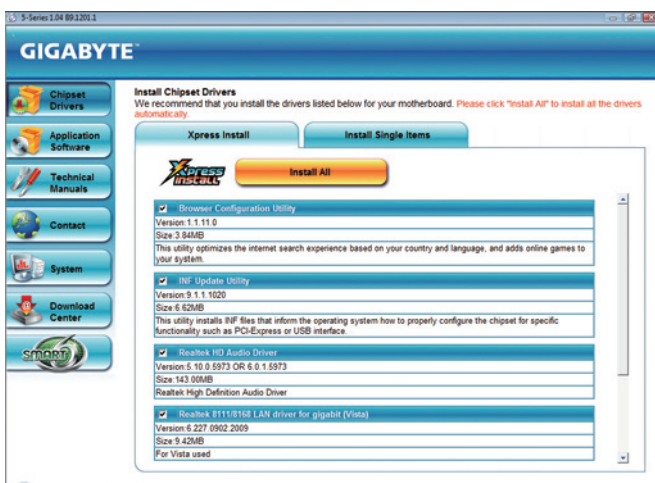 5-Series 1.04 B9.1201.1
GIGABYTE™
Chipset
Drivers
Application
Software
Technical
Manuals
Contact
System
Download
Center
SMART
Install Chipset Drivers
We recommend that you install the drivers listed below for your motherboard. Please click "Install All" to install all the drivers
automatically.
Xpress Install
Install Single Items
Xpress
INSTALL
Install All
Browser Configuration Utility
Version:1.1.11.0
Size:3.84MB
This utility optimizes the internet search experience based on your country and language, and adds online games to
your system.
INF Update Utility
Version:9.1.1.1020
Size:6.62MB
This utility installs INF files that inform the operating system how to properly configure the chipset for specific
functionality such as PCI-Express or USB interface.
Realtek HD Audio Driver
Version:5.10.0.5973 OR 6.0.1.5973
Size:143.00MB
Realtek High Definition Audio Driver
Realtek 8111/8168 LAN driver for gigabit (Vista)
Version:6.227.0902.2009
Size:9.42MB
For Vista used